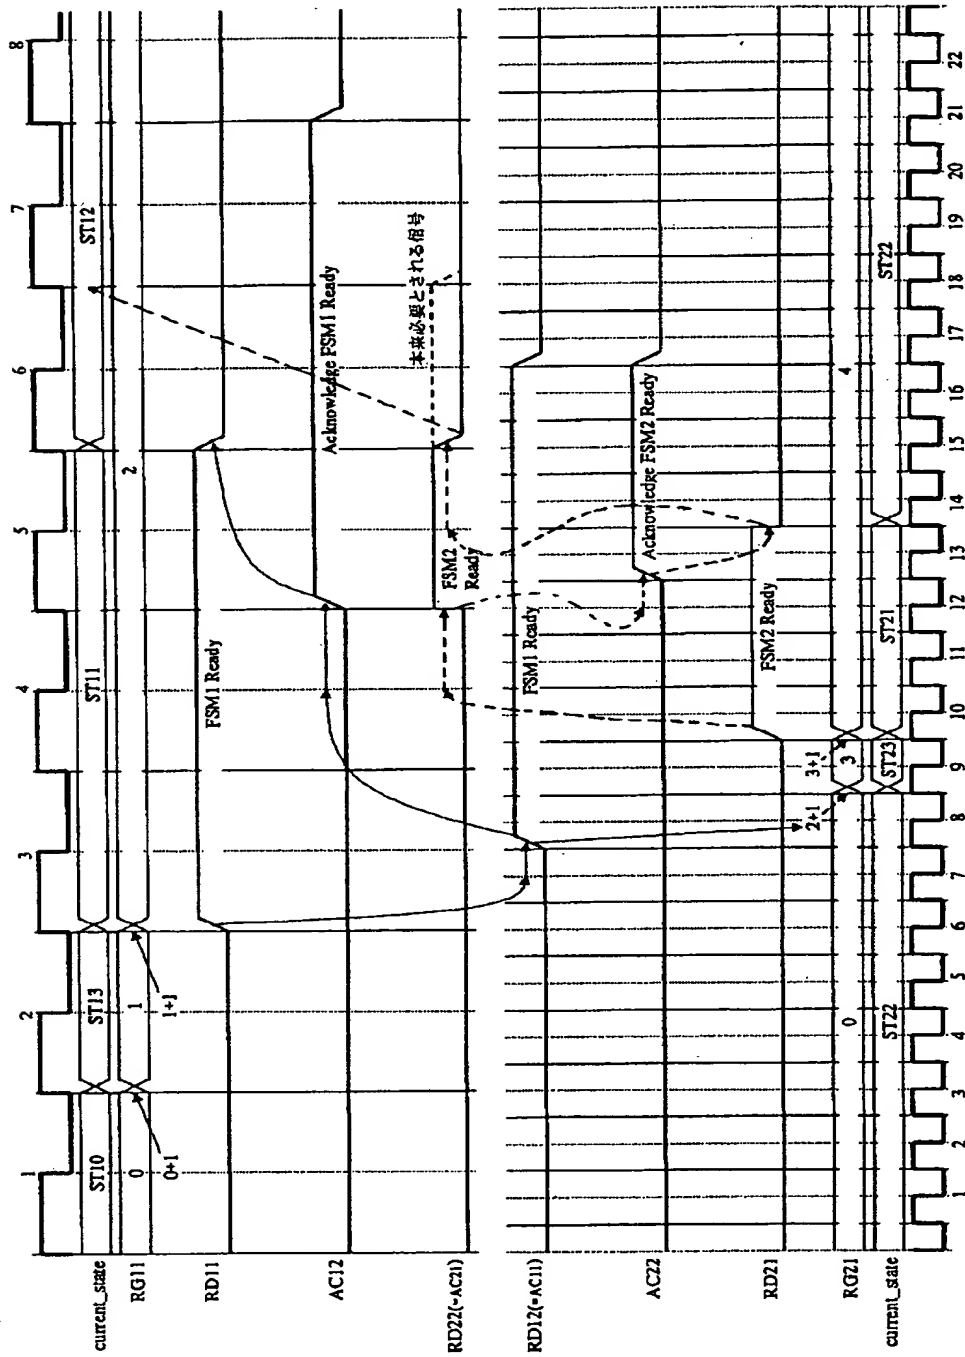 1 2 3 4 5 6 7 8
current_state ST10 ST13 ST11 ST12
RG11 0 1 2
0+1 1+1
RD11 FSM1 Ready
AC12 Acknowledge FSM1 Ready
RD22(=AC21) FSM2 Ready 本来必要とされる信号
RD12(=AC11) FSM1 Ready
AC22 Acknowledge FSM2 Ready
RD21 FSM2 Ready
2+1 3+1
RG21 0 3 4
current_state ST22 ST23 ST21 ST22
1 2 3 4 5 6 7 8 9 10 11 12 13 14 15 16 17 18 19 20 21 22